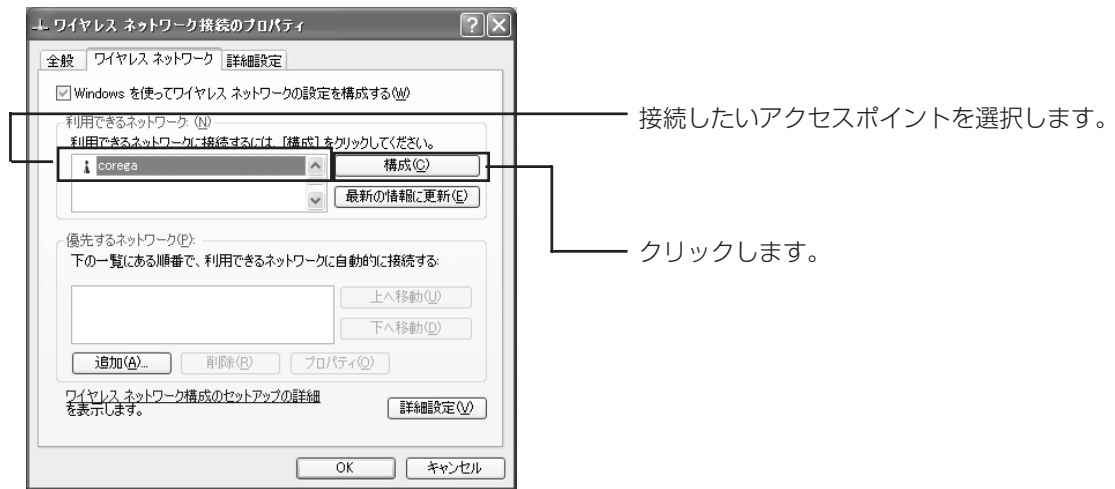 ワイヤレス ネットワーク接続のプロパティ
全般 ワイヤレス ネットワーク 詳細設定
Windows を使ってワイヤレス ネットワークの設定を構成する(W)
利用できるネットワーク: (N)
利用できるネットワークに接続するには、[構成] をクリックしてください。
corega
構成(C)
最新の情報に更新(E)
接続したいアクセスポイントを選択します。
クリックします。
優先するネットワーク(P):
下の一覧にある順番で、利用できるネットワークに自動的に接続する:
上へ移動(U)
下へ移動(D)
追加(A)... 削除(R) プロパティ(O)
ワイヤレス ネットワーク構成のセットアップの詳細
を表示します。
詳細設定(V)
OK キャンセル